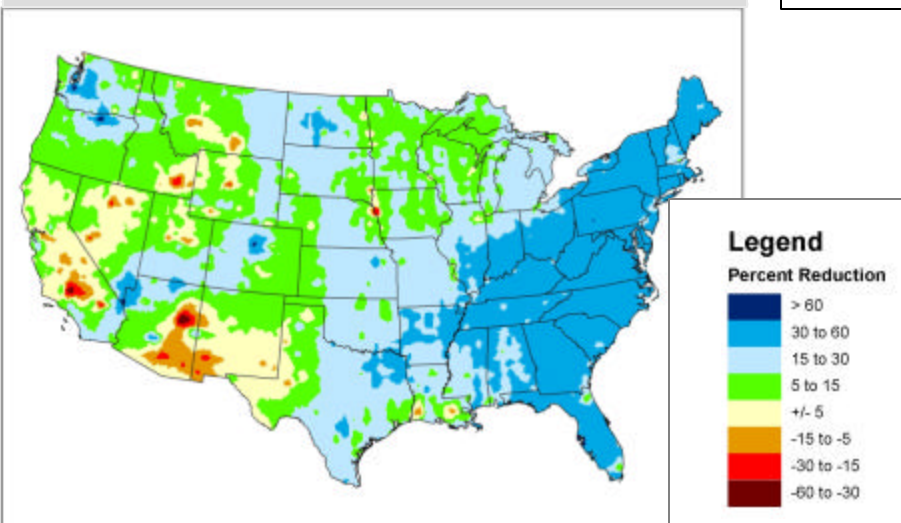 Legend
Percent Reduction
> 60
30 to 60
15 to 30
5 to 15
+/- 5
-15 to -5
-30 to -15
-60 to -30